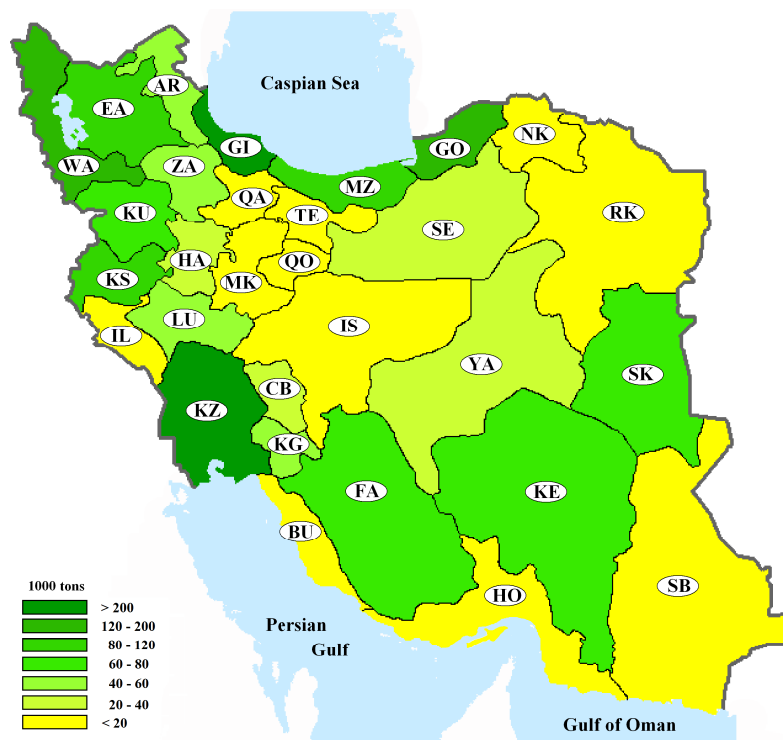 Caspian Sea
AR
EA
NK
GI
GO
WA
ZA
MZ
QA
KU
TE
RK
SE
HA
QO
KS
MK
LU
IS
IL
YA
SK
CB
KZ
KG
FA
KE
BU
SB
HO
1000 tons
> 200
120 - 200
80 - 120
60 - 80
40 - 60
20 - 40
< 20
Persian
Gulf
Gulf of Oman